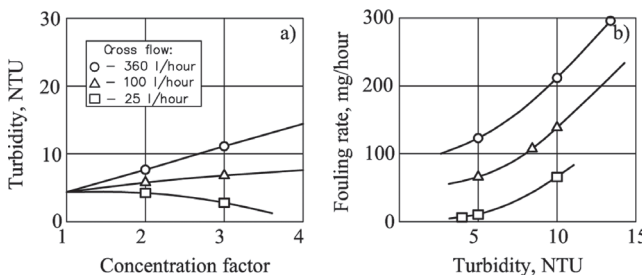 a)
Turbidity, NTU
30
20
10
0
Cross flow:
– 360 l/hour
– 100 l/hour
– 25 l/hour
1
2
3
4
Concentration factor
b)
Fouling rate, mg/hour
300
200
100
0
5
10
15
Turbidity, NTU